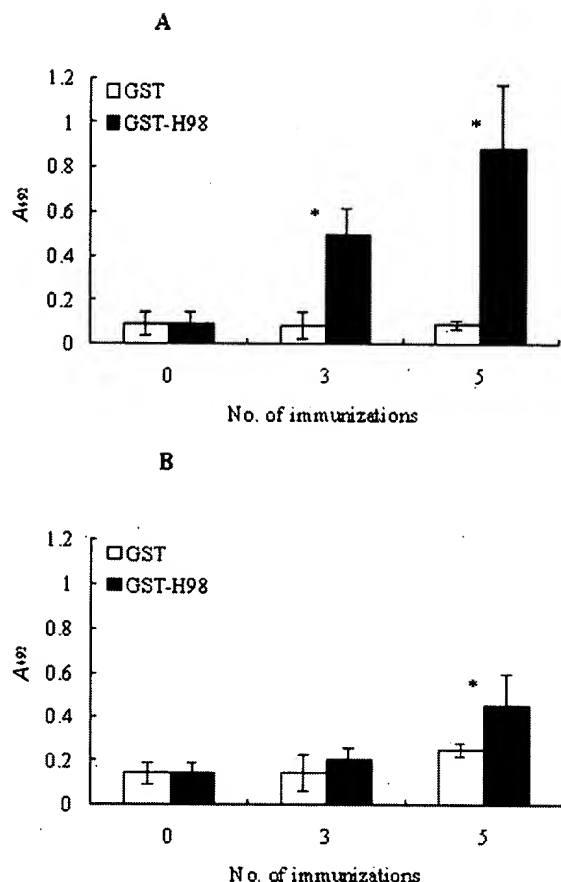 A
1.2
1
0.8
0.6
0.4
0.2
0
A492
GST
GST-H98
*
*
0 3 5
No. of immunizations
B
1.2
1
0.8
0.6
0.4
0.2
0
A492
GST
GST-H98
*
0 3 5
No. of immunizations